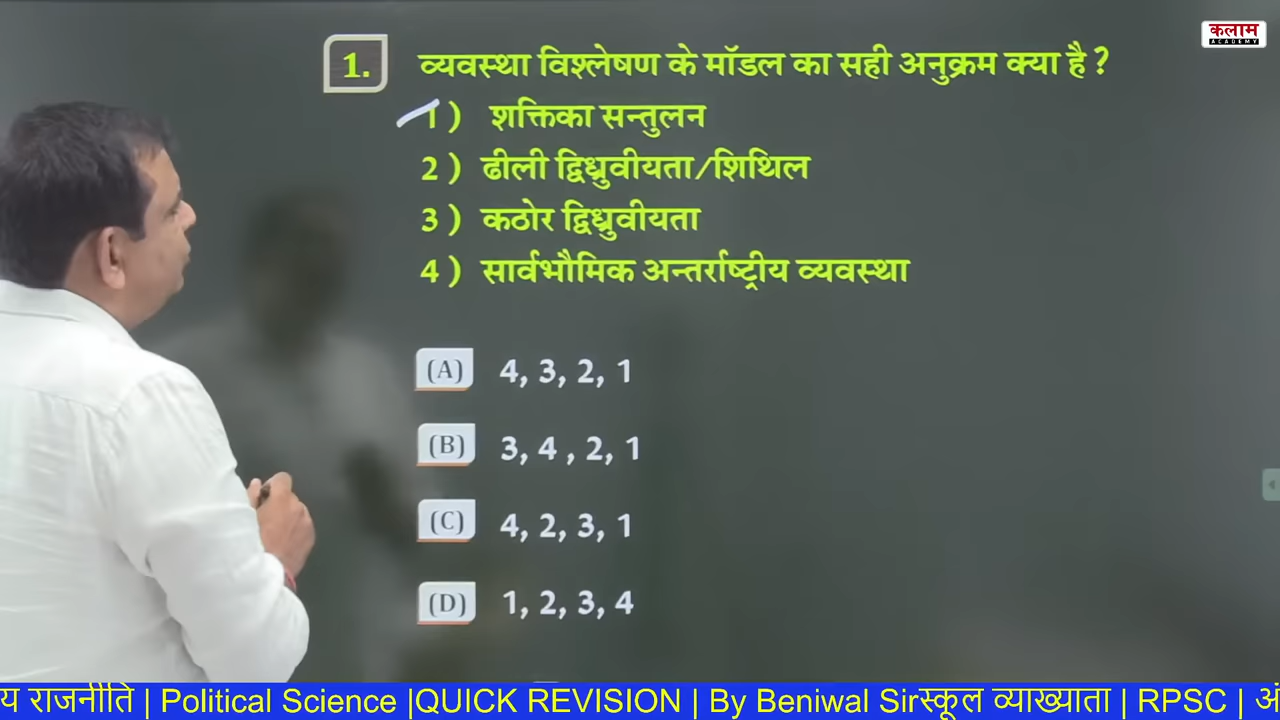 कलाम
ACADEMY
1. व्यवस्था विश्लेषण के मॉडल का सही अनुक्रम क्या है ?
1 ) शक्तिका सन्तुलन
2 ) ढीली द्विध्रुवीयता/शिथिल
3 ) कठोर द्विध्रुवीयता
4 ) सार्वभौमिक अन्तर्राष्ट्रीय व्यवस्था
(A) 4, 3, 2, 1
(B) 3, 4 , 2, 1
(C) 4, 2, 3, 1
(D) 1, 2, 3, 4
य राजनीति | Political Science |QUICK REVISION | By Beniwal Sirस्कूल व्याख्याता | RPSC | अं